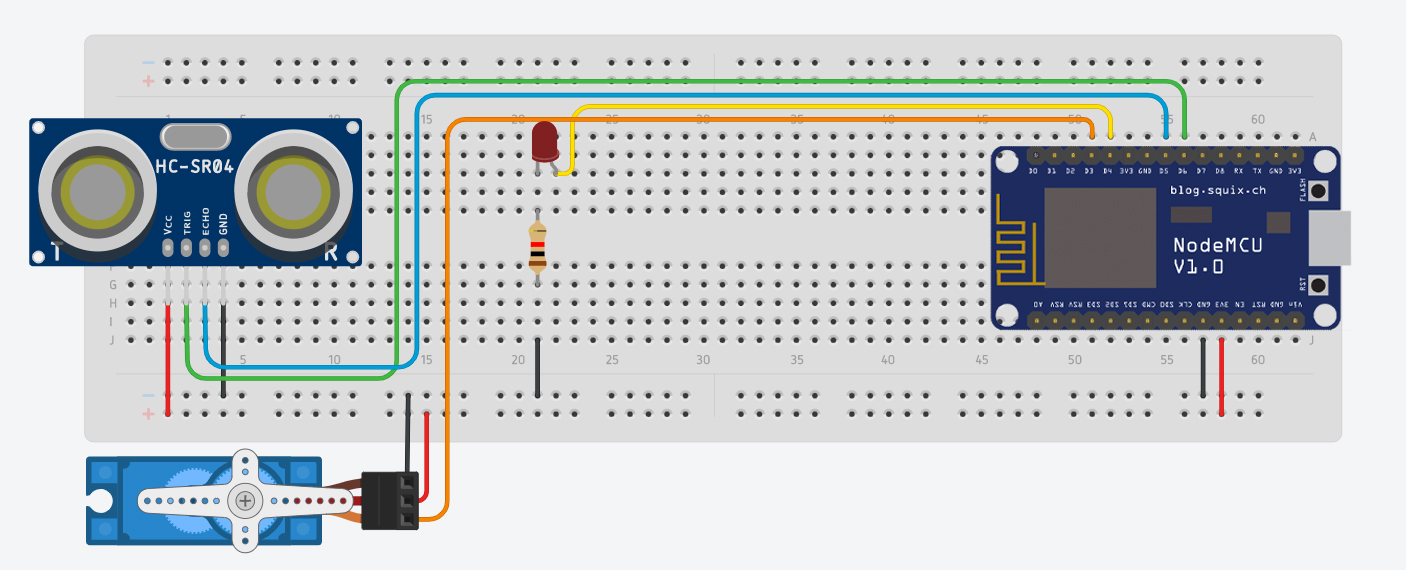 1 10 15 20 25 30 35 40 45 50 55 60
A
HC-SR04
Vcc
TRIG
ECHO
GND
T
R
D0 D1 D2 D3 D4 3V3 GND D5 D6 D7 D8 RX TX GND 3V3
blog.squix.ch
FLASH
NodeMCU
V1.0
RST
A0 RSV RSV SD3 SD2 SD1 CMD SD0 CLK GND 3V3 EN RST GND Vin
G
H
I
J
J
5 10 15 20 25 30 35 40 45 50 55 60